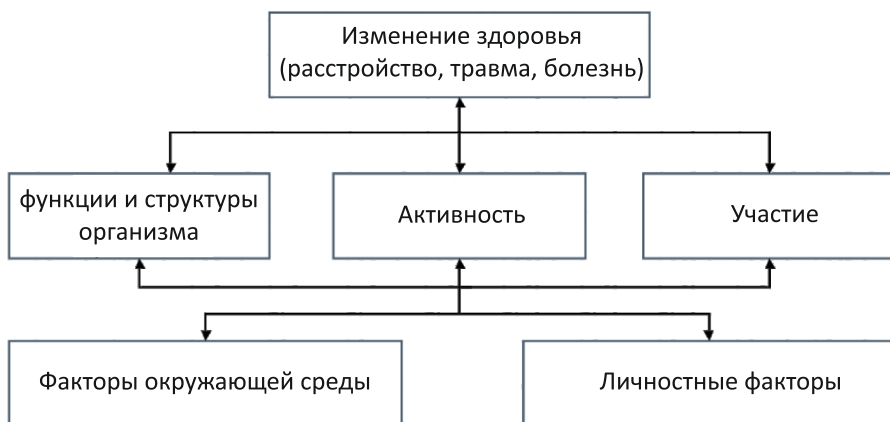 Изменение здоровья
(расстройство, травма, болезнь)
функции и структуры
организма
Активность
Участие
Факторы окружающей среды
Личностные факторы